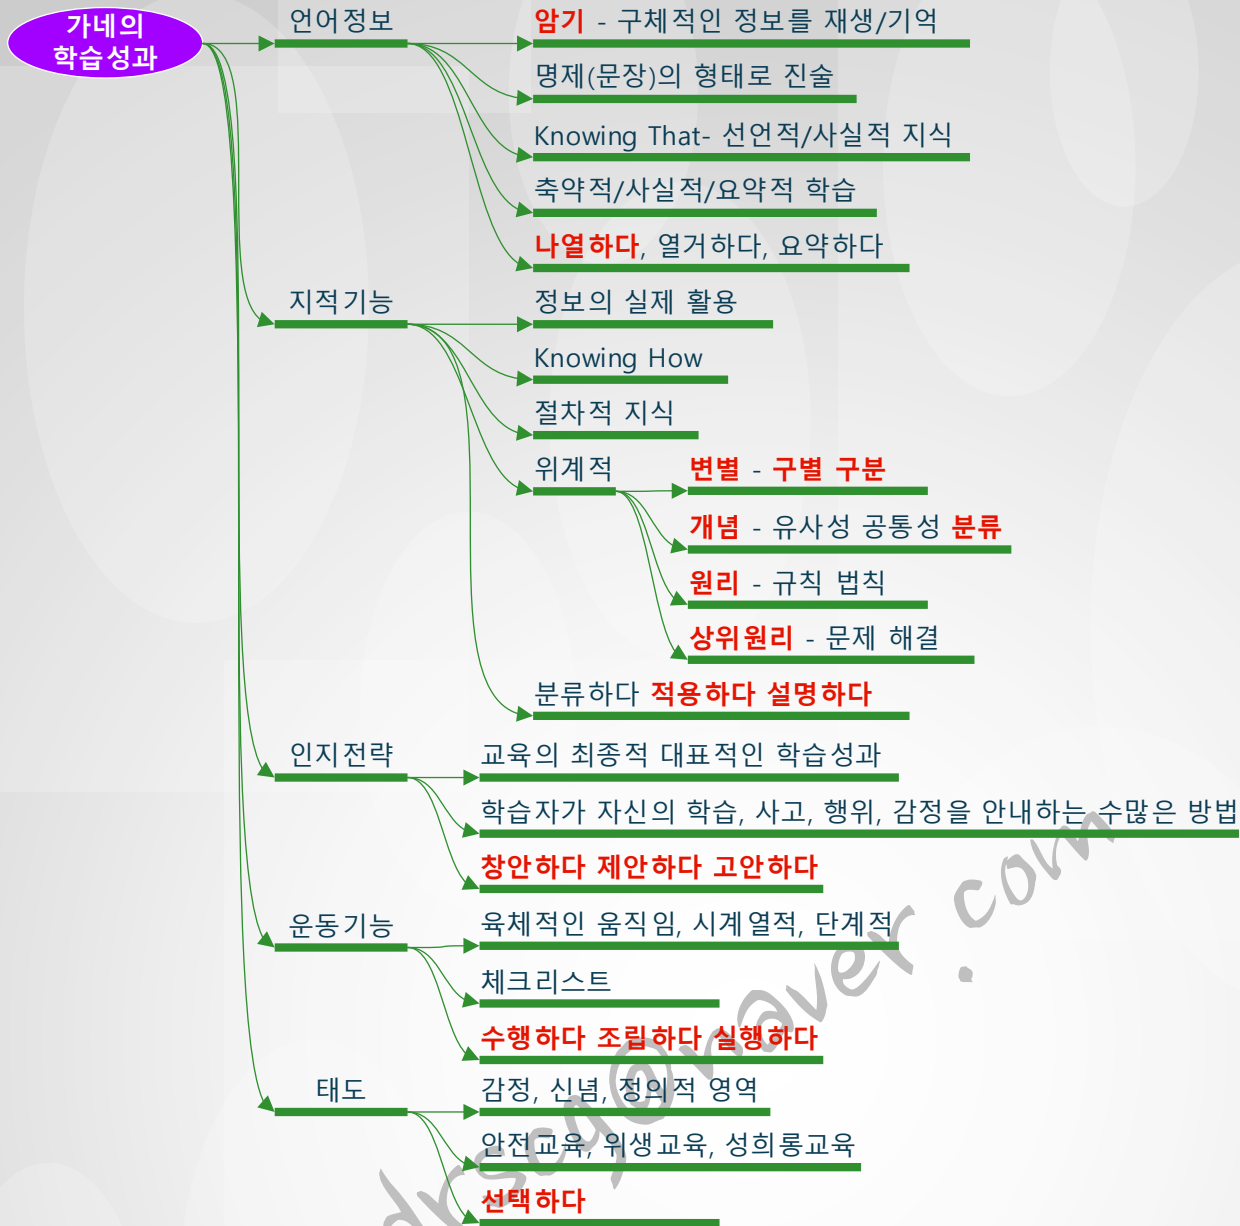 가네의
학습성과
언어정보
암기 - 구체적인 정보를 재생/기억
명제(문장)의 형태로 진술
Knowing That- 선언적/사실적 지식
축약적/사실적/요약적 학습
나열하다, 열거하다, 요약하다
지적기능
정보의 실제 활용
Knowing How
절차적 지식
위계적
변별 - 구별 구분
개념 - 유사성 공통성 분류
원리 - 규칙 법칙
상위원리 - 문제 해결
분류하다 적용하다 설명하다
인지전략
교육의 최종적 대표적인 학습성과
학습자가 자신의 학습, 사고, 행위, 감정을 안내하는 수많은 방법
창안하다 제안하다 고안하다
운동기능
육체적인 움직임, 시계열적, 단계적
체크리스트
수행하다 조립하다 실행하다
태도
감정, 신념, 정의적 영역
안전교육, 위생교육, 성희롱교육
선택하다
drscg@naver.com